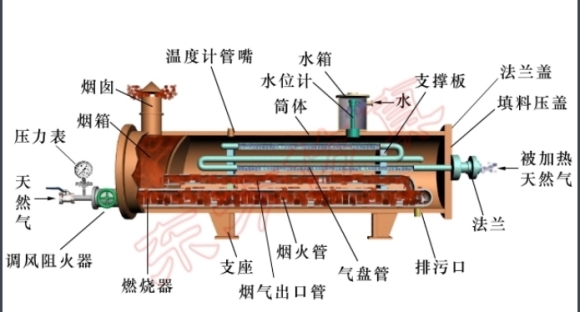 温度计管嘴
水箱
烟囱
水位计
支撑板
法兰盖
烟箱
筒体
水
填料压盖
压力表
天然气
被加热
天然气
法兰
调风阻火器
支座
烟火管
气盘管
排污口
燃烧器
烟气出口管